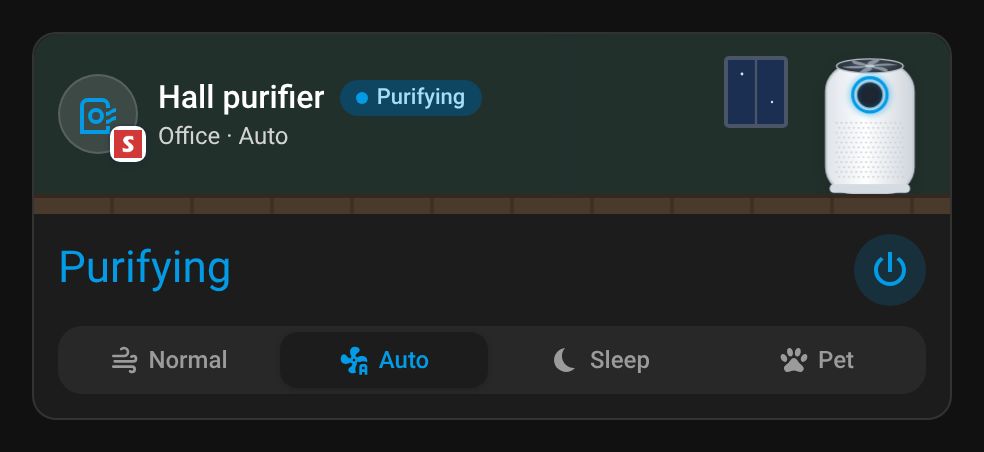 Hall purifier
Purifying
S
Office · Auto
Purifying
Normal
A
Auto
Sleep
Pet